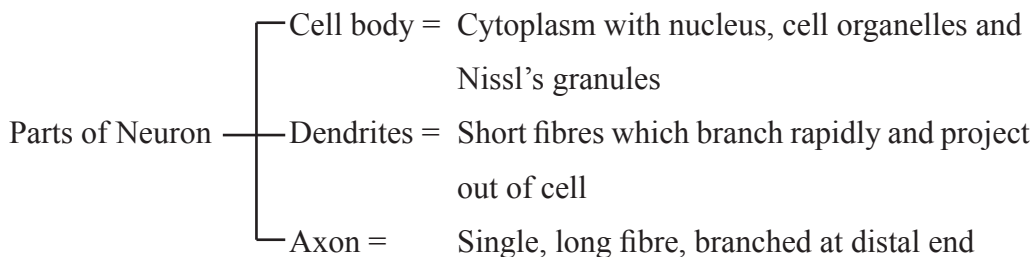 Cell body = Cytoplasm with nucleus, cell organelles and
Nissl’s granules
Parts of Neuron Dendrites = Short fibres which branch rapidly and project
out of cell
Axon = Single, long fibre, branched at distal end